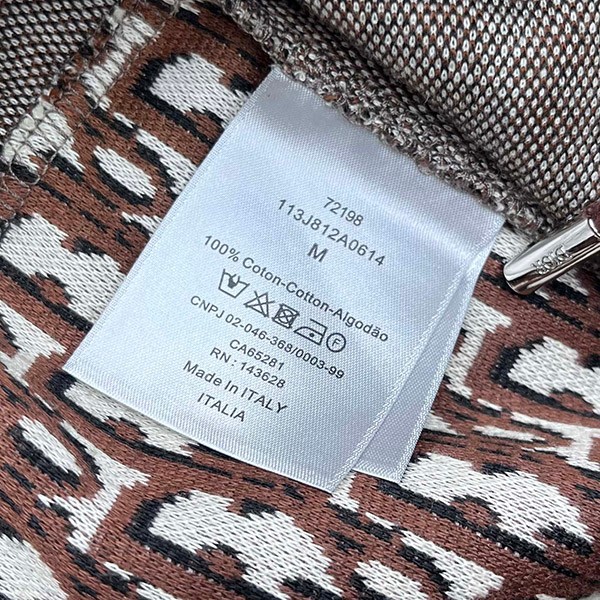 72198
113J812A0614
M
100% Coton-Cotton-Algodão
F
CNPJ 02-046-368/0003-99
CA65281
RN : 143628
Made In ITALY
ITALIA